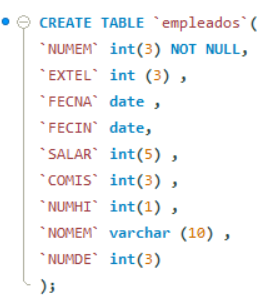 CREATE TABLE `empleados`(
`NUMEM` int(3) NOT NULL,
`EXTEL` int (3) ,
`FECNA` date ,
`FECIN` date,
`SALAR` int(5) ,
`COMIS` int(3) ,
`NUMHI` int(1) ,
`NOMEM` varchar (10) ,
`NUMDE` int(3)
);